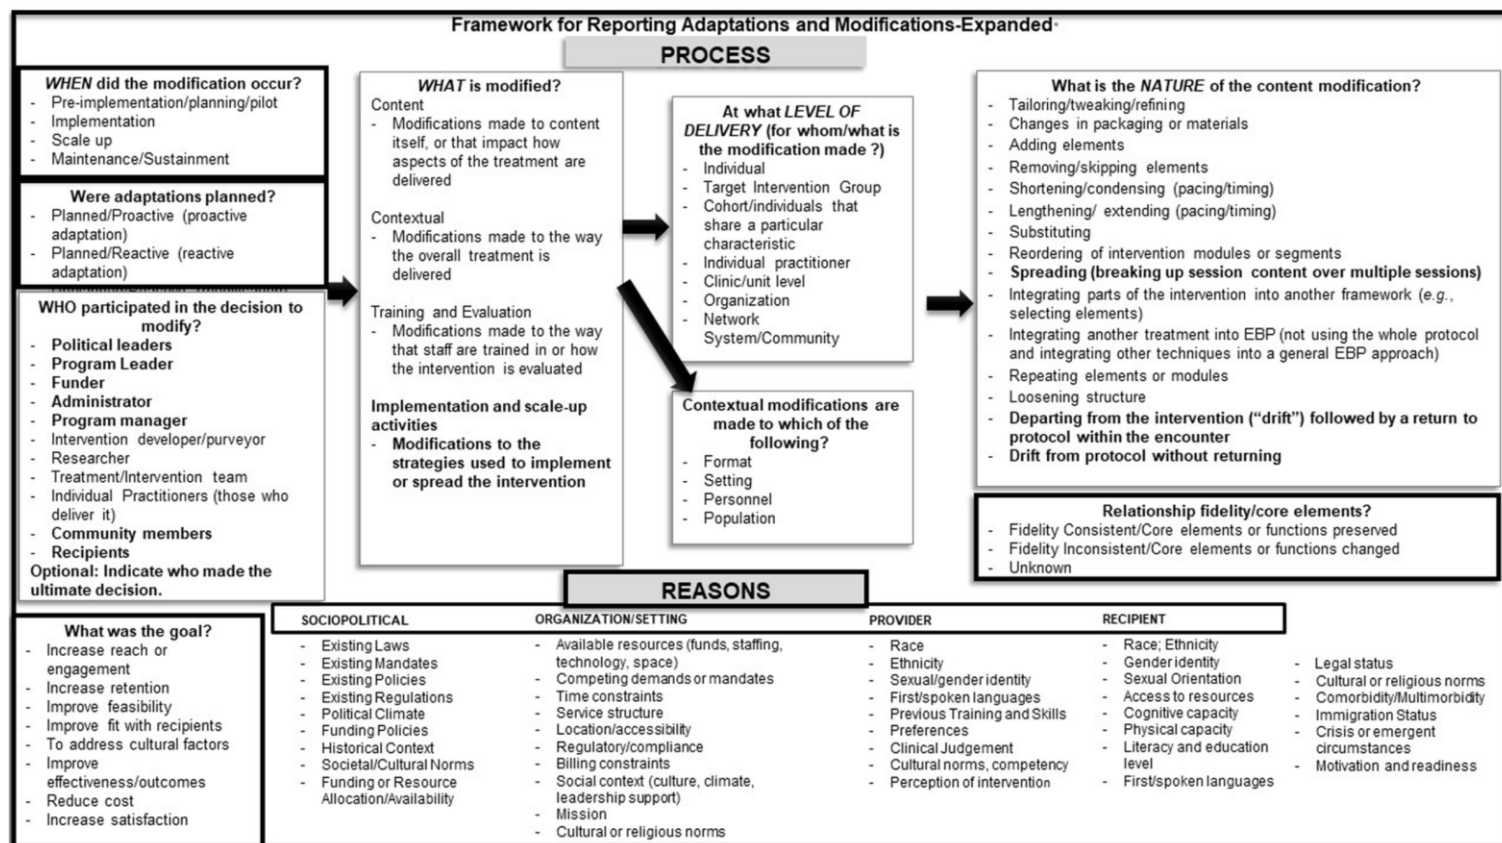 Framework for Reporting Adaptations and Modifications-Expanded
PROCESS
WHEN did the modification occur?
- Pre-implementation/planning/pilot
- Implementation
- Scale up
- Maintenance/Sustainment
Were adaptations planned?
- Planned/Proactive (proactive
adaptation)
- Planned/Reactive (reactive
adaptation)
WHO participated in the decision to
modify?
- Political leaders
- Program Leader
- Funder
- Administrator
- Program manager
- Intervention developer/purveyor
- Researcher
- Treatment/Intervention team
- Individual Practitioners (those who
deliver it)
- Community members
- Recipients
Optional: Indicate who made the
ultimate decision.
WHAT is modified?
Content
- Modifications made to content
itself, or that impact how
aspects of the treatment are
delivered
Contextual
- Modifications made to the way
the overall treatment is
delivered
Training and Evaluation
- Modifications made to the way
that staff are trained in or how
the intervention is evaluated
Implementation and scale-up
activities
- Modifications to the
strategies used to implement
or spread the intervention
At what LEVEL OF
DELIVERY (for whom/what is
the modification made ?)
- Individual
- Target Intervention Group
- Cohort/individuals that
share a particular
characteristic
- Individual practitioner
- Clinic/unit level
- Organization
- Network
System/Community
Contextual modifications are
made to which of the
following?
- Format
- Setting
- Personnel
- Population
What is the NATURE of the content modification?
- Tailoring/tweaking/refining
- Changes in packaging or materials
- Adding elements
- Removing/skipping elements
- Shortening/condensing (pacing/timing)
- Lengthening/ extending (pacing/timing)
- Substituting
- Reordering of intervention modules or segments
- Spreading (breaking up session content over multiple sessions)
- Integrating parts of the intervention into another framework (e.g.,
selecting elements)
- Integrating another treatment into EBP (not using the whole protocol
and integrating other techniques into a general EBP approach)
- Repeating elements or modules
- Loosening structure
- Departing from the intervention (“drift”) followed by a return to
protocol within the encounter
- Drift from protocol without returning
Relationship fidelity/core elements?
- Fidelity Consistent/Core elements or functions preserved
- Fidelity Inconsistent/Core elements or functions changed
- Unknown
What was the goal?
- Increase reach or
engagement
- Increase retention
- Improve feasibility
- Improve fit with recipients
- To address cultural factors
- Improve
effectiveness/outcomes
- Reduce cost
- Increase satisfaction
REASONS
SOCIOPOLITICAL
- Existing Laws
- Existing Mandates
- Existing Policies
- Existing Regulations
- Political Climate
- Funding Policies
- Historical Context
- Societal/Cultural Norms
- Funding or Resource
Allocation/Availability
ORGANIZATION/SETTING
- Available resources (funds, staffing,
technology, space)
- Competing demands or mandates
- Time constraints
- Service structure
- Location/accessibility
- Regulatory/compliance
- Billing constraints
- Social context (culture, climate,
leadership support)
- Mission
- Cultural or religious norms
PROVIDER
- Race
- Ethnicity
- Sexual/gender identity
- First/spoken languages
- Previous Training and Skills
- Preferences
- Clinical Judgement
- Cultural norms, competency
- Perception of intervention
RECIPIENT
- Race; Ethnicity
- Gender identity
- Sexual Orientation
- Access to resources
- Cognitive capacity
- Physical capacity
- Literacy and education
level
- First/spoken languages
- Legal status
- Cultural or religious norms
- Comorbidity/Multimorbidity
- Immigration Status
- Crisis or emergent
circumstances
- Motivation and readiness